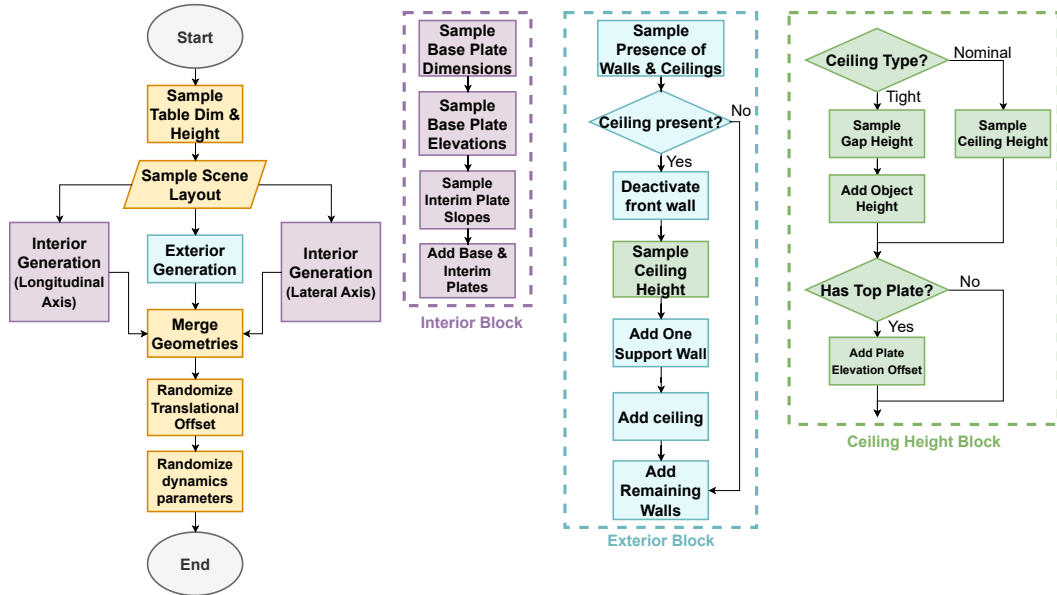 Start
Sample
Table Dim &
Height
Sample Scene
Layout
Interior
Generation
(Longitudinal
Axis)
Exterior
Generation
Interior
Generation
(Lateral Axis)
Merge
Geometries
Randomize
Translational
Offset
Randomize
dynamics
parameters
End
Sample
Base Plate
Dimensions
Sample
Base Plate
Elevations
Sample
Interim Plate
Slopes
Add Base &
Interim
Plates
Interior Block
Sample
Presence of
Walls & Ceilings
Ceiling present?
No
Yes
Deactivate
front wall
Sample
Ceiling
Height
Add One
Support Wall
Add ceiling
Add
Remaining
Walls
Exterior Block
Ceiling Type?
Nominal
Tight
Sample
Gap Height
Sample
Ceiling Height
Add Object
Height
Has Top Plate?
No
Yes
Add Plate
Elevation Offset
Ceiling Height Block